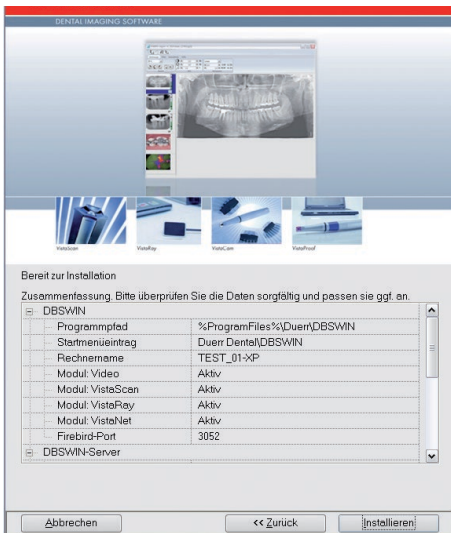 DENTAL IMAGING SOFTWARE
VistaScan
VistaRay
VistaCam
VistaProof
Bereit zur Installation
Zusammenfassung. Bitte überprüfen Sie die Daten sorgfältig und passen sie ggf. an.
DBSWIN
Programmpfad %ProgramFiles%\Duerr\DBSWIN
Startmenüeintrag Duerr Dental\DBSWIN
Rechnername TEST_01-XP
Modul: Video Aktiv
Modul: VistaScan Aktiv
Modul: VistaRay Aktiv
Modul: VistaNet Aktiv
Firebird-Port 3052
DBSWIN-Server
Abbrechen << Zurück Installieren